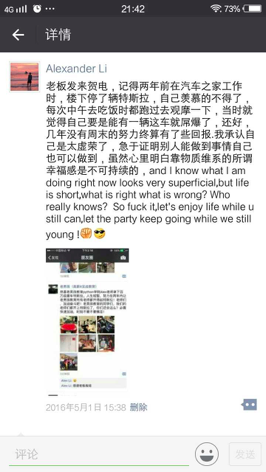 4G 21:42 73%
详情
Alexander Li
老板发来贺电，记得两年前在汽车之家工作
时，楼下停了辆特斯拉，自己羡慕的不得了，
每次中午去吃饭时都跑过去观摩一下，当时就
觉得自己要是能有一辆这车就屌爆了，还好，
几年没有周末的努力终算有了些回报.我承认自
己是太虚荣了，急于证明别人能做到事情自己
也可以做到，虽然心里明白靠物质维系的所谓
幸福感是不可持续的，and I know what I am
doing right now looks very superficial,but life
is short,what is right what is wrong? Who
really knows? So fuck it,let's enjoy life while u
still can,let the party keep going while we still
young !
朋友圈
2016年5月1日 15:38 删除
评论
发送